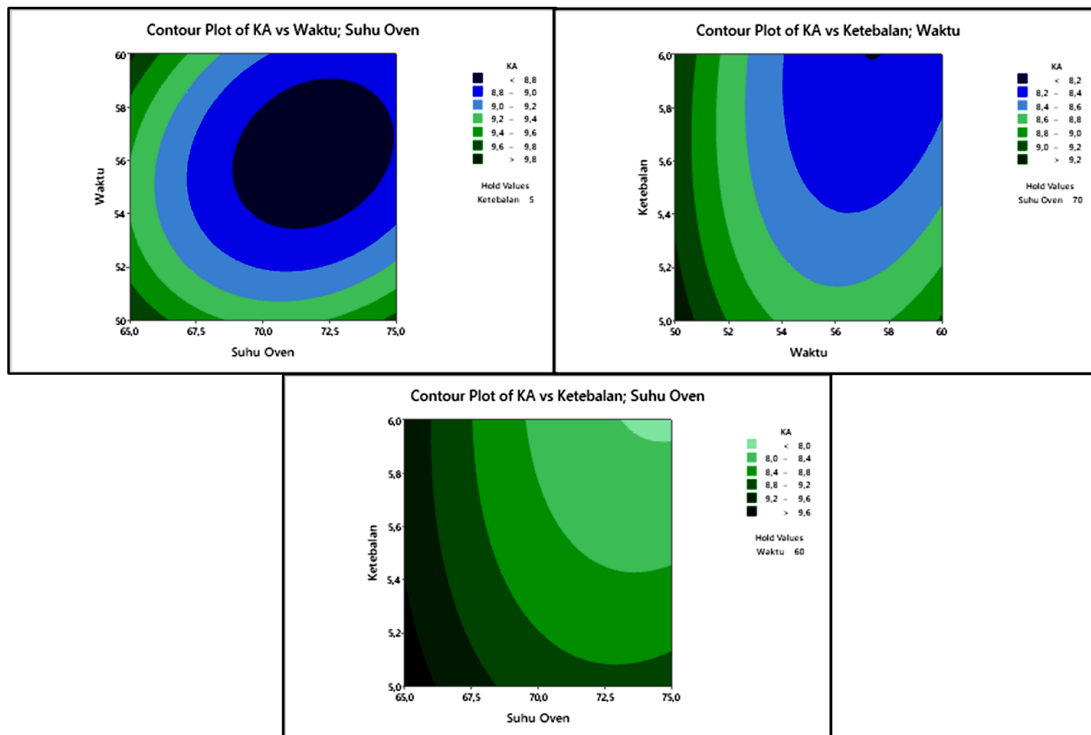 Contour Plot of KA vs Waktu; Suhu Oven
60
58
56
54
52
50
Waktu
65,0 67,5 70,0 72,5 75,0
Suhu Oven
KA
< 8,8
8,8 – 9,0
9,0 – 9,2
9,2 – 9,4
9,4 – 9,6
9,6 – 9,8
> 9,8
Hold Values
Ketebalan 5
Contour Plot of KA vs Ketebalan; Waktu
6,0
5,8
5,6
5,4
5,2
5,0
Ketebalan
50 52 54 56 58 60
Waktu
KA
< 8,2
8,2 – 8,4
8,4 – 8,6
8,6 – 8,8
8,8 – 9,0
9,0 – 9,2
> 9,2
Hold Values
Suhu Oven 70
Contour Plot of KA vs Ketebalan; Suhu Oven
6,0
5,8
5,6
5,4
5,2
5,0
Ketebalan
65,0 67,5 70,0 72,5 75,0
Suhu Oven
KA
< 8,0
8,0 – 8,4
8,4 – 8,8
8,8 – 9,2
9,2 – 9,6
> 9,6
Hold Values
Waktu 60